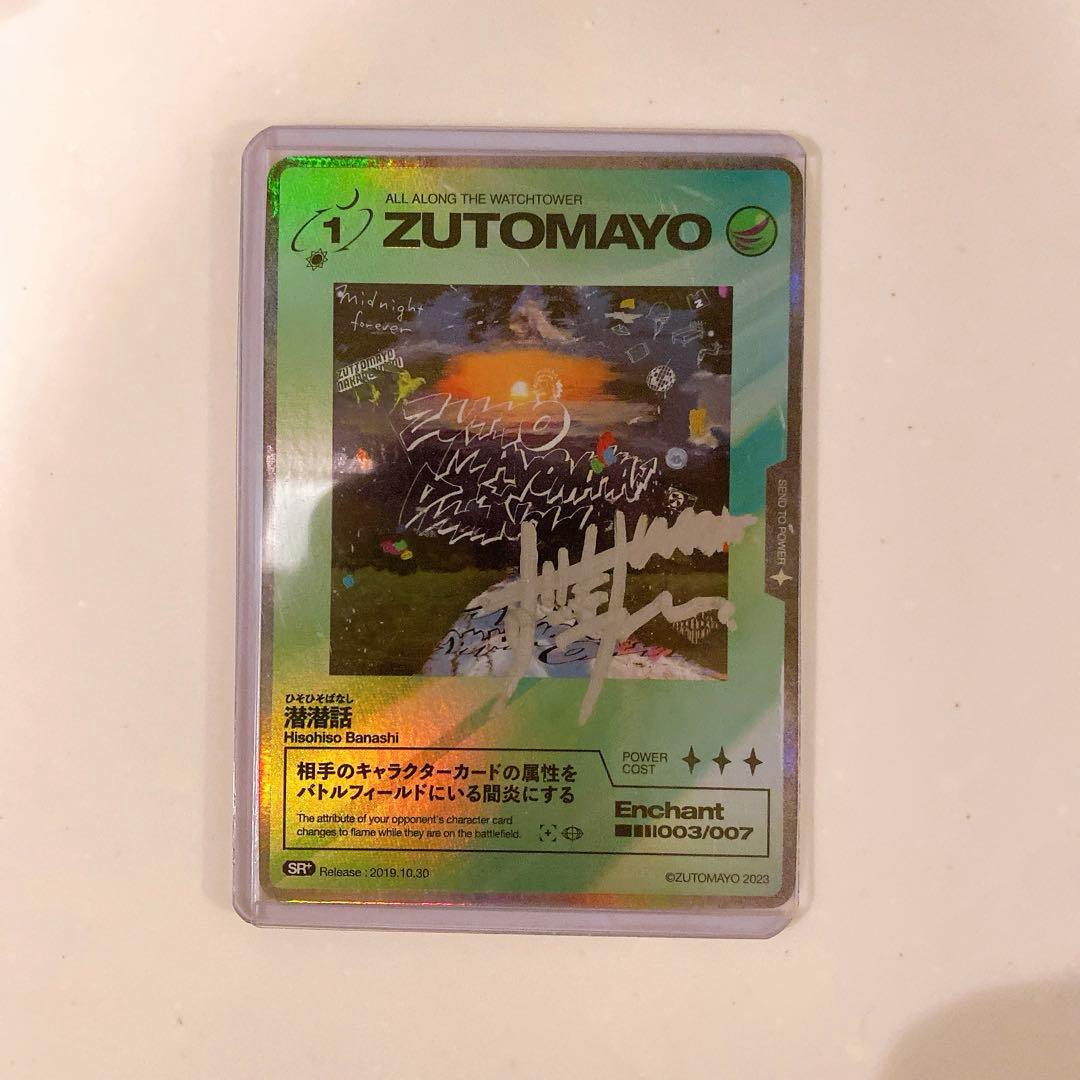 ALL ALONG THE WATCHTOWER
1
ZUTOMAYO
midnight
forever
ZUTTOMAYO
SEND TO POWER
ひそひそばなし
潜潜話
Hisohiso Banashi
相手のキャラクターカードの属性を
バトルフィールドにいる間炎にする
The attribute of your opponent's character card
changes to flame while they are on the battlefield.
POWER
COST
Enchant
003/007
SR+
Release : 2019.10.30
©ZUTOMAYO 2023